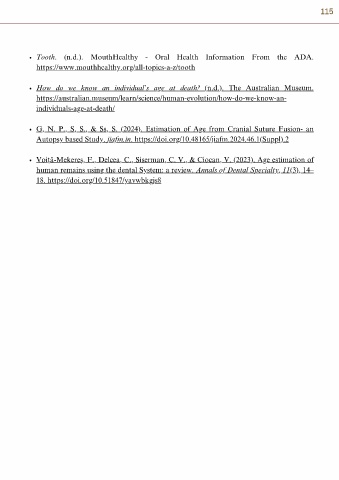 115
• Tooth. (n.d.). MouthHealthy - Oral Health Information From the ADA.
https://www.mouthhealthy.org/all-topics-a-z/tooth
• How do we know an individual's age at death? (n.d.). The Australian Museum.
https://australian.museum/learn/science/human-evolution/how-do-we-know-an-
individuals-age-at-death/
• G, N. P., S, S., & Ss, S. (2024). Estimation of Age from Cranial Suture Fusion- an
Autopsy based Study. jiafm.in. https://doi.org/10.48165/jiafm.2024.46.1(Suppl).2
• Voiţă-Mekereş, F., Delcea, C., Siserman, C. V., & Ciocan, V. (2023). Age estimation of
human remains using the dental System: a review. Annals of Dental Specialty, 11(3), 14–
18. https://doi.org/10.51847/yavwbkgjs8